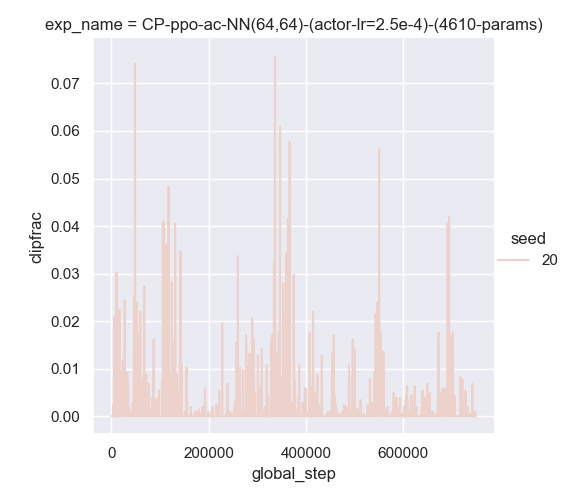 exp_name = CP-ppo-ac-NN(64,64)-(actor-lr=2.5e-4)-(4610-params)
0.07
0.06
0.05
0.04
0.03
0.02
0.01
0.00
clipfrac
0 200000 400000 600000
global_step
seed
20